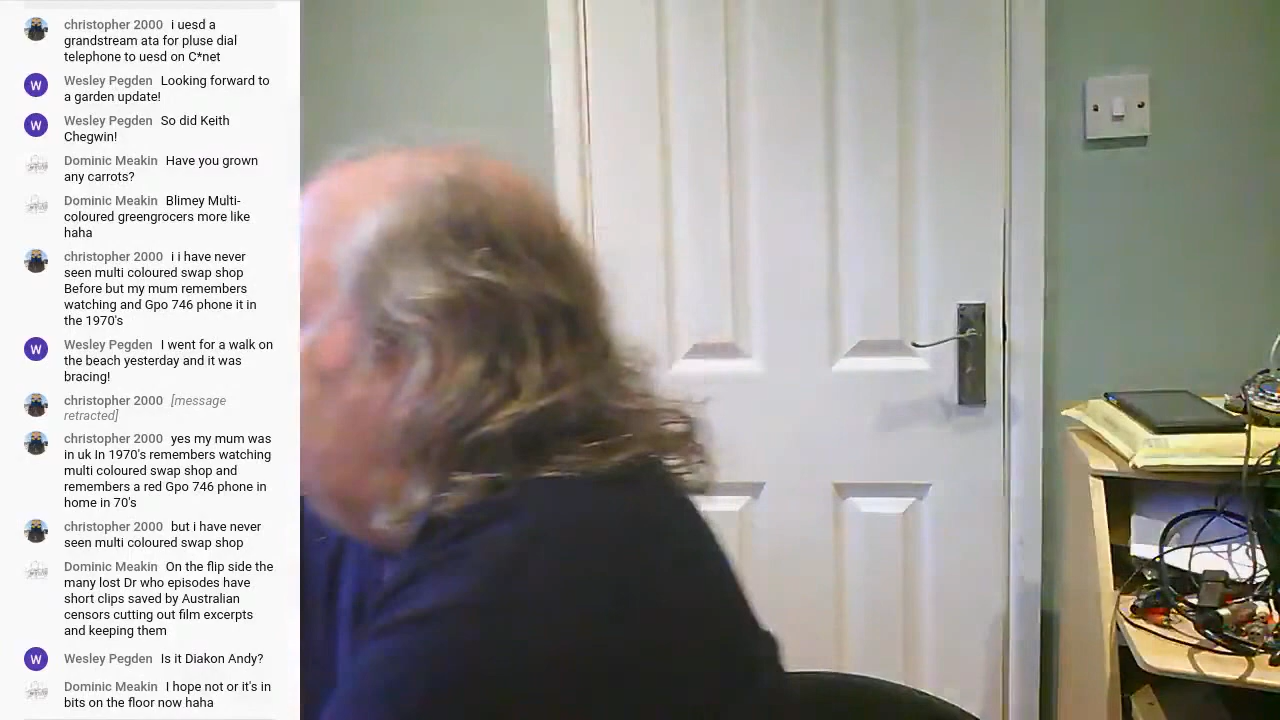 christopher 2000 i uesd a
grandstream ata for pluse dial
telephone to uesd on C*net
W Wesley Pegden Looking forward to
a garden update!
W Wesley Pegden So did Keith
Chegwin!
Dominic Meakin Have you grown
any carrots?
Dominic Meakin Blimey Multi-
coloured greengrocers more like
haha
christopher 2000 i i have never
seen multi coloured swap shop
Before but my mum remembers
watching and Gpo 746 phone it in
the 1970's
W Wesley Pegden I went for a walk on
the beach yesterday and it was
bracing!
christopher 2000 [message
retracted]
christopher 2000 yes my mum was
in uk In 1970's remembers watching
multi coloured swap shop and
remembers a red Gpo 746 phone in
home in 70's
christopher 2000 but i have never
seen multi coloured swap shop
Dominic Meakin On the flip side the
many lost Dr who episodes have
short clips saved by Australian
censors cutting out film excerpts
and keeping them
W Wesley Pegden Is it Diakon Andy?
Dominic Meakin I hope not or it's in
bits on the floor now haha